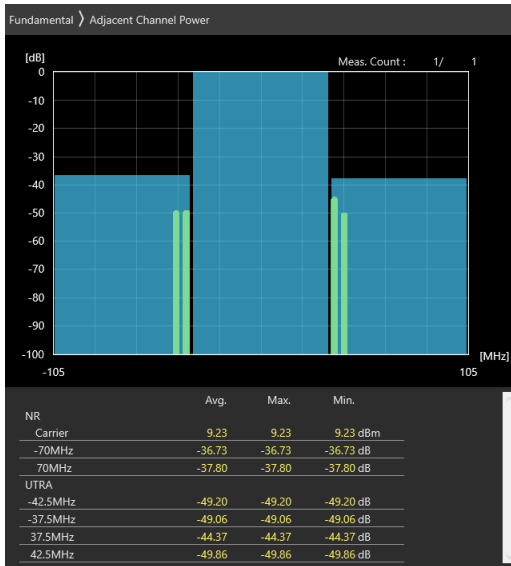 Fundamental 〉 Adjacent Channel Power
[dB]
Meas. Count : 1/ 1
0
-10
-20
-30
-40
-50
-60
-70
-80
-90
-100
[MHz]
-105 105
Avg. Max. Min.
NR
Carrier 9.23 9.23 9.23 dBm
-70MHz -36.73 -36.73 -36.73 dB
70MHz -37.80 -37.80 -37.80 dB
UTRA
-42.5MHz -49.20 -49.20 -49.20 dB
-37.5MHz -49.06 -49.06 -49.06 dB
37.5MHz -44.37 -44.37 -44.37 dB
42.5MHz -49.86 -49.86 -49.86 dB